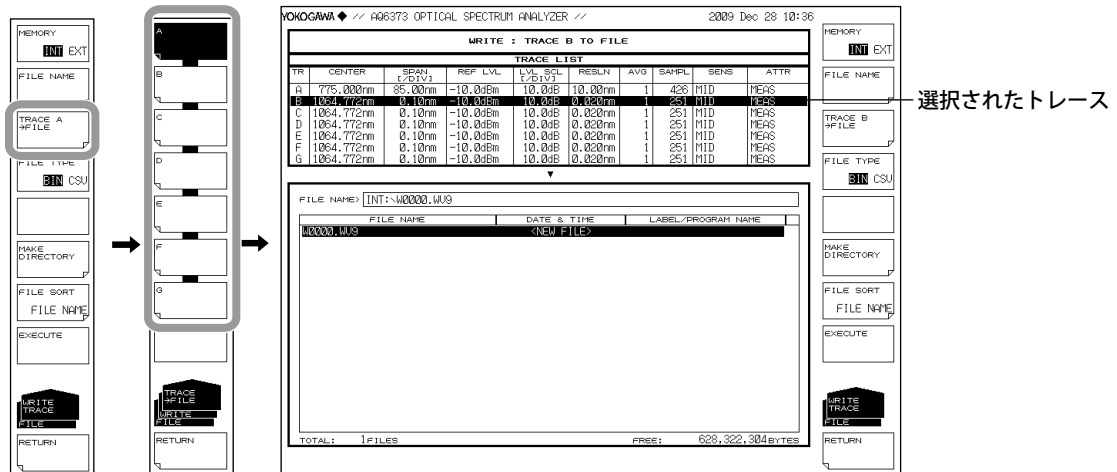 MEMORY
INT EXT
FILE NAME
TRACE A
→FILE
FILE TYPE
BIN CSV
MAKE
DIRECTORY
FILE SORT
FILE NAME
EXECUTE
WRITE
TRACE
FILE
RETURN
A
B
C
D
E
F
G
TRACE
→FILE
WRITE
FILE
RETURN
YOKOGAWA◆ // AQ6373 OPTICAL SPECTRUM ANALYZER // 2009 Dec 28 10:36
WRITE : TRACE B TO FILE
TRACE LIST
TR CENTER SPAN [/DIV] REF LVL LVL SCL [/DIV] RESLN AVG SAMPL SENS ATTR
A 775.000nm 85.00nm -10.0dBm 10.0dB 10.00nm 1 426 MID MEAS
B 1064.772nm 0.10nm -10.0dBm 10.0dB 0.020nm 1 251 MID MEAS
C 1064.772nm 0.10nm -10.0dBm 10.0dB 0.020nm 1 251 MID MEAS
D 1064.772nm 0.10nm -10.0dBm 10.0dB 0.020nm 1 251 MID MEAS
E 1064.772nm 0.10nm -10.0dBm 10.0dB 0.020nm 1 251 MID MEAS
F 1064.772nm 0.10nm -10.0dBm 10.0dB 0.020nm 1 251 MID MEAS
G 1064.772nm 0.10nm -10.0dBm 10.0dB 0.020nm 1 251 MID MEAS
FILE NAME> INT:\W0000.WV9
FILE NAME DATE & TIME LABEL/PROGRAM NAME
W0000.WV9 <NEW FILE>
TOTAL: 1FILES FREE: 628,322,304BYTES
MEMORY
INT EXT
FILE NAME
TRACE B
→FILE
FILE TYPE
BIN CSV
MAKE
DIRECTORY
FILE SORT
FILE NAME
EXECUTE
WRITE
TRACE
FILE
RETURN
選択されたトレース